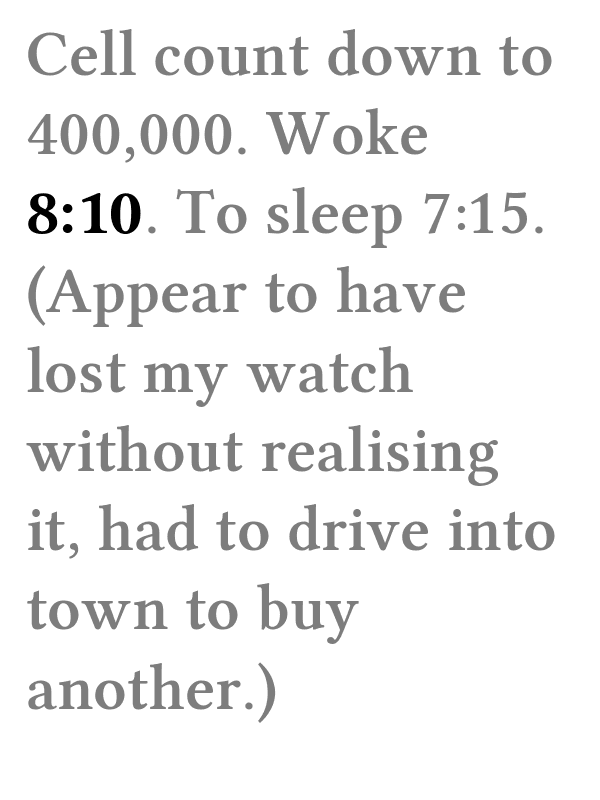 Cell count down to
400,000. Woke
8:10. To sleep 7:15.
(Appear to have
lost my watch
without realising
it, had to drive into
town to buy
another.)